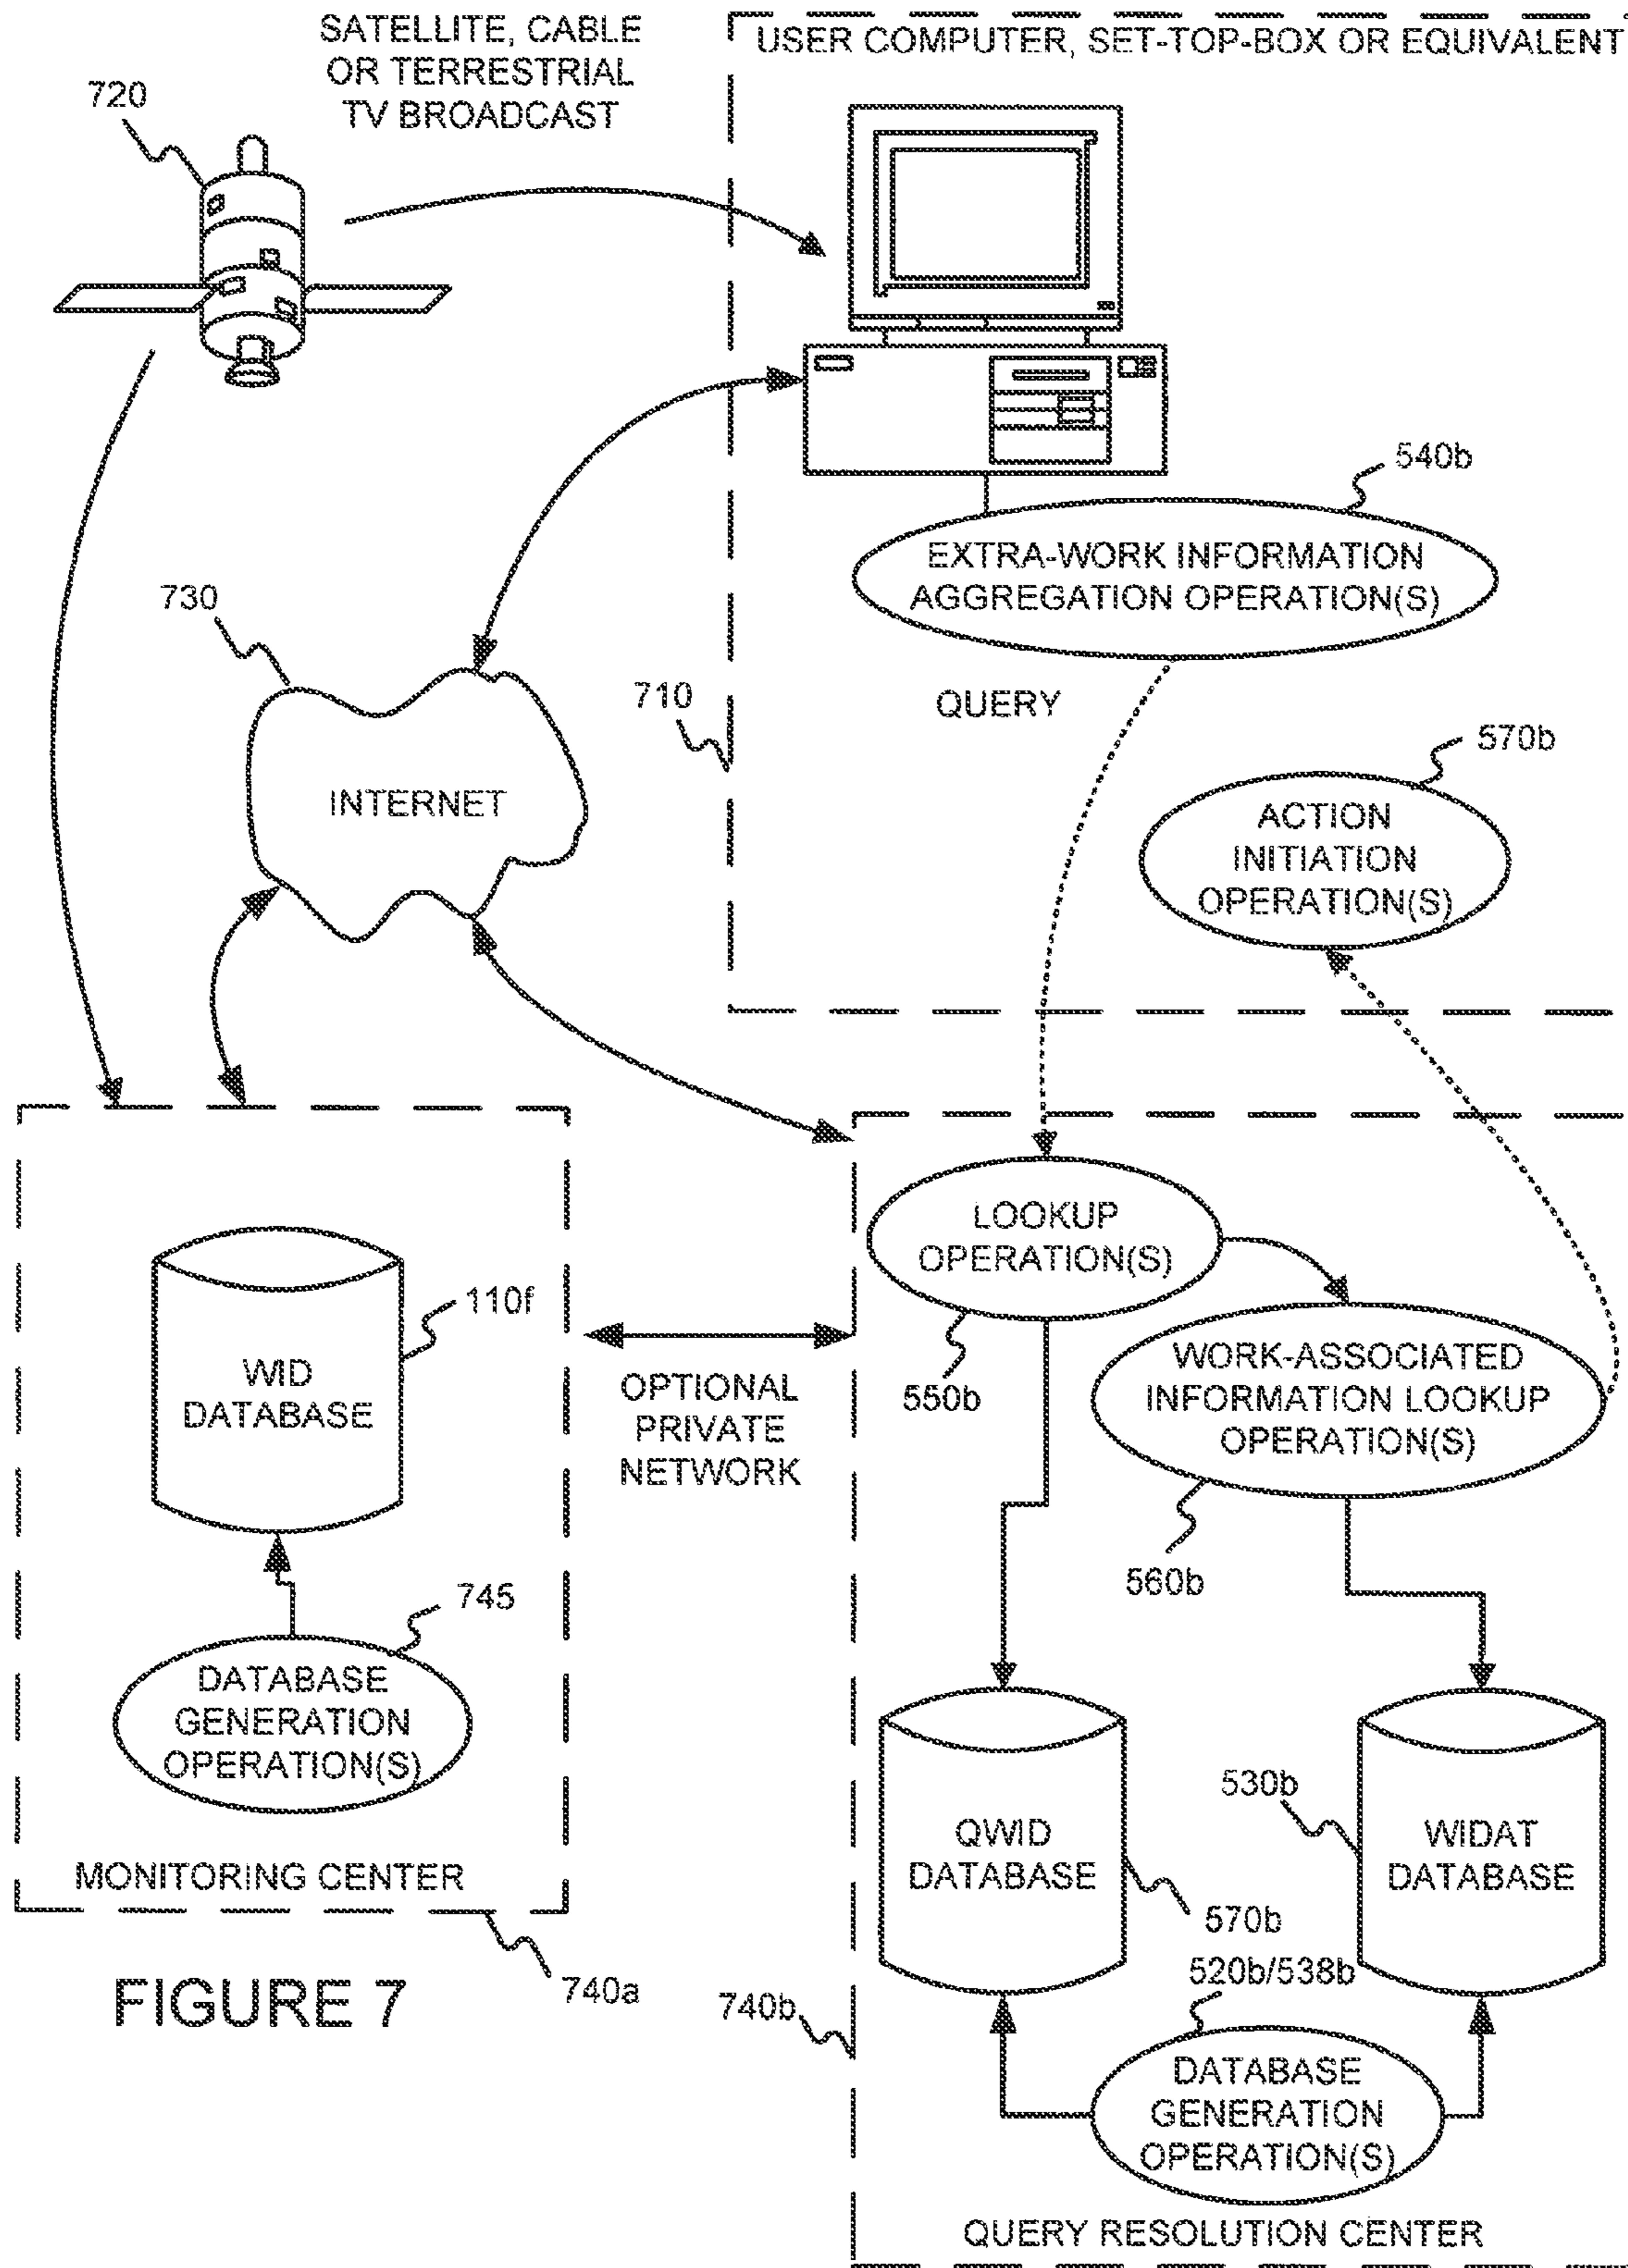 SATELLITE, CABLE
OR TERRESTRIAL
TV BROADCAST
720
USER COMPUTER, SET-TOP-BOX OR EQUIVALENT
540b
EXTRA-WORK INFORMATION
AGGREGATION OPERATION(S)
730
INTERNET
710
QUERY
570b
ACTION
INITIATION
OPERATION(S)
LOOKUP
OPERATION(S)
550b
WORK-ASSOCIATED
INFORMATION LOOKUP
OPERATION(S)
560b
WID
DATABASE
110f
OPTIONAL
PRIVATE
NETWORK
745
DATABASE
GENERATION
OPERATION(S)
MONITORING CENTER
740a
QWID
DATABASE
570b
530b
WIDAT
DATABASE
520b/538b
740b
DATABASE
GENERATION
OPERATION(S)
QUERY RESOLUTION CENTER
FIGURE 7